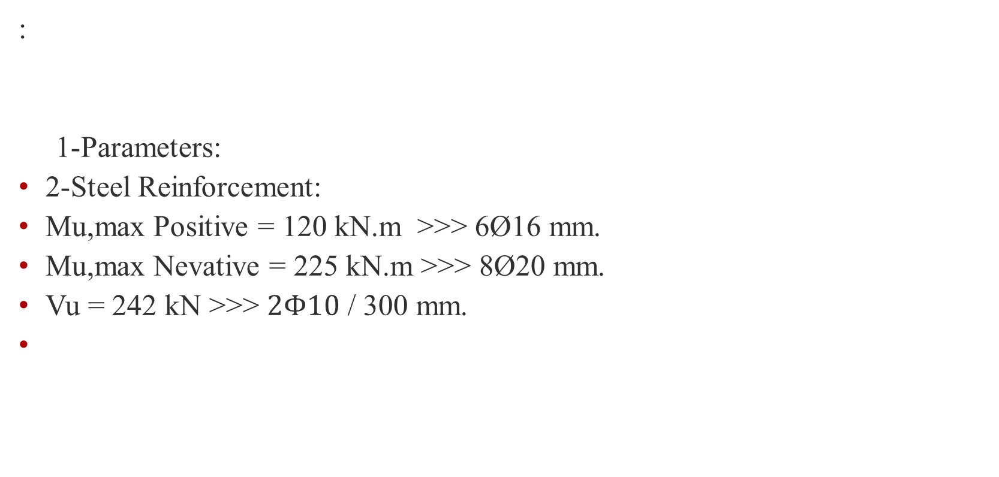 :
1-Parameters:
• 2-Steel Reinforcement:
• Mu,max Positive = 120 kN.m >>> 6Ø16 mm.
• Mu,max Nevative = 225 kN.m >>> 8Ø20 mm.
• Vu = 242 kN >>> 2Φ10 / 300 mm.
•